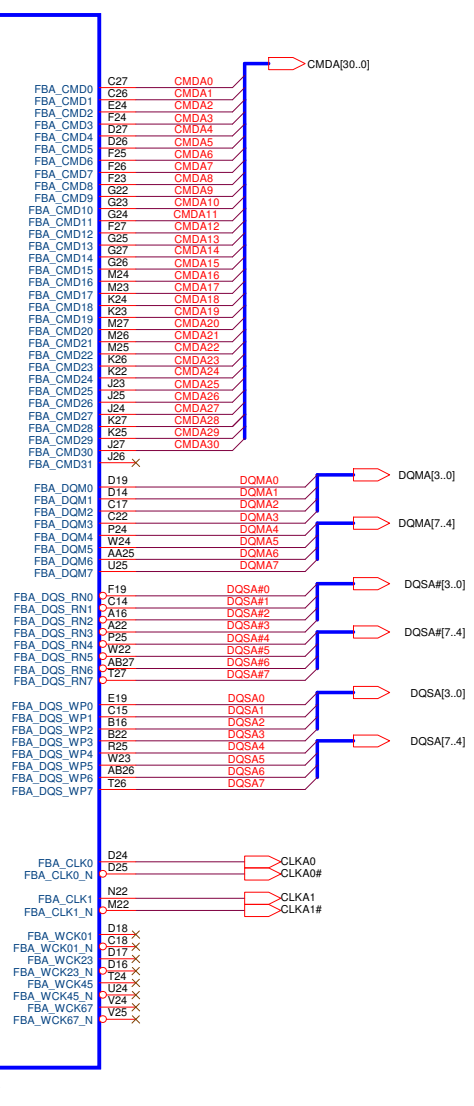 CMDA[30..0]
FBA_CMD0 C27 CMDA0
FBA_CMD1 C26 CMDA1
FBA_CMD2 E24 CMDA2
FBA_CMD3 F24 CMDA3
FBA_CMD4 D27 CMDA4
FBA_CMD5 D26 CMDA5
FBA_CMD6 F25 CMDA6
FBA_CMD7 F26 CMDA7
FBA_CMD8 F23 CMDA8
FBA_CMD9 G22 CMDA9
FBA_CMD10 G23 CMDA10
FBA_CMD11 G24 CMDA11
FBA_CMD12 F27 CMDA12
FBA_CMD13 G25 CMDA13
FBA_CMD14 G27 CMDA14
FBA_CMD15 G26 CMDA15
FBA_CMD16 M24 CMDA16
FBA_CMD17 M23 CMDA17
FBA_CMD18 K24 CMDA18
FBA_CMD19 K23 CMDA19
FBA_CMD20 M27 CMDA20
FBA_CMD21 M26 CMDA21
FBA_CMD22 M25 CMDA22
FBA_CMD23 K26 CMDA23
FBA_CMD24 K22 CMDA24
FBA_CMD25 J23 CMDA25
FBA_CMD26 J25 CMDA26
FBA_CMD27 J24 CMDA27
FBA_CMD28 K27 CMDA28
FBA_CMD29 K25 CMDA29
FBA_CMD30 J27 CMDA30
FBA_CMD31 J26
DQMA[3..0]
FBA_DQM0 D19 DQMA0
FBA_DQM1 D14 DQMA1
FBA_DQM2 C17 DQMA2
FBA_DQM3 C22 DQMA3
DQMA[7..4]
FBA_DQM4 P24 DQMA4
FBA_DQM5 W24 DQMA5
FBA_DQM6 AA25 DQMA6
FBA_DQM7 U25 DQMA7
DQSA#[3..0]
FBA_DQS_RN0 F19 DQSA#0
FBA_DQS_RN1 C14 DQSA#1
FBA_DQS_RN2 A16 DQSA#2
FBA_DQS_RN3 A22 DQSA#3
DQSA#[7..4]
FBA_DQS_RN4 P25 DQSA#4
FBA_DQS_RN5 W22 DQSA#5
FBA_DQS_RN6 AB27 DQSA#6
FBA_DQS_RN7 T27 DQSA#7
DQSA[3..0]
FBA_DQS_WP0 E19 DQSA0
FBA_DQS_WP1 C15 DQSA1
FBA_DQS_WP2 B16 DQSA2
FBA_DQS_WP3 B22 DQSA3
DQSA[7..4]
FBA_DQS_WP4 R25 DQSA4
FBA_DQS_WP5 W23 DQSA5
FBA_DQS_WP6 AB26 DQSA6
FBA_DQS_WP7 T26 DQSA7
FBA_CLK0 D24 CLKA0
FBA_CLK0_N D25 CLKA0#
FBA_CLK1 N22 CLKA1
FBA_CLK1_N M22 CLKA1#
FBA_WCK01 D18
FBA_WCK01_N C18
FBA_WCK23 D17
FBA_WCK23_N D16
FBA_WCK45 T24
FBA_WCK45_N U24
FBA_WCK67 V24
FBA_WCK67_N V25